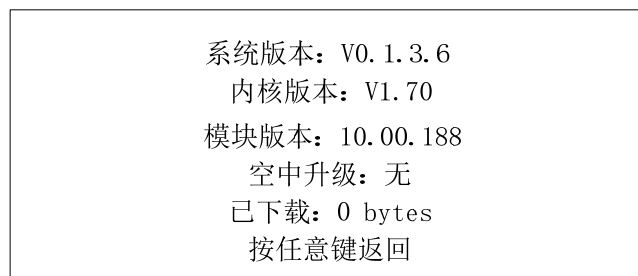 系统版本：V0.1.3.6
内核版本：V1.70
模块版本：10.00.188
空中升级：无
已下载：0 bytes
按任意键返回